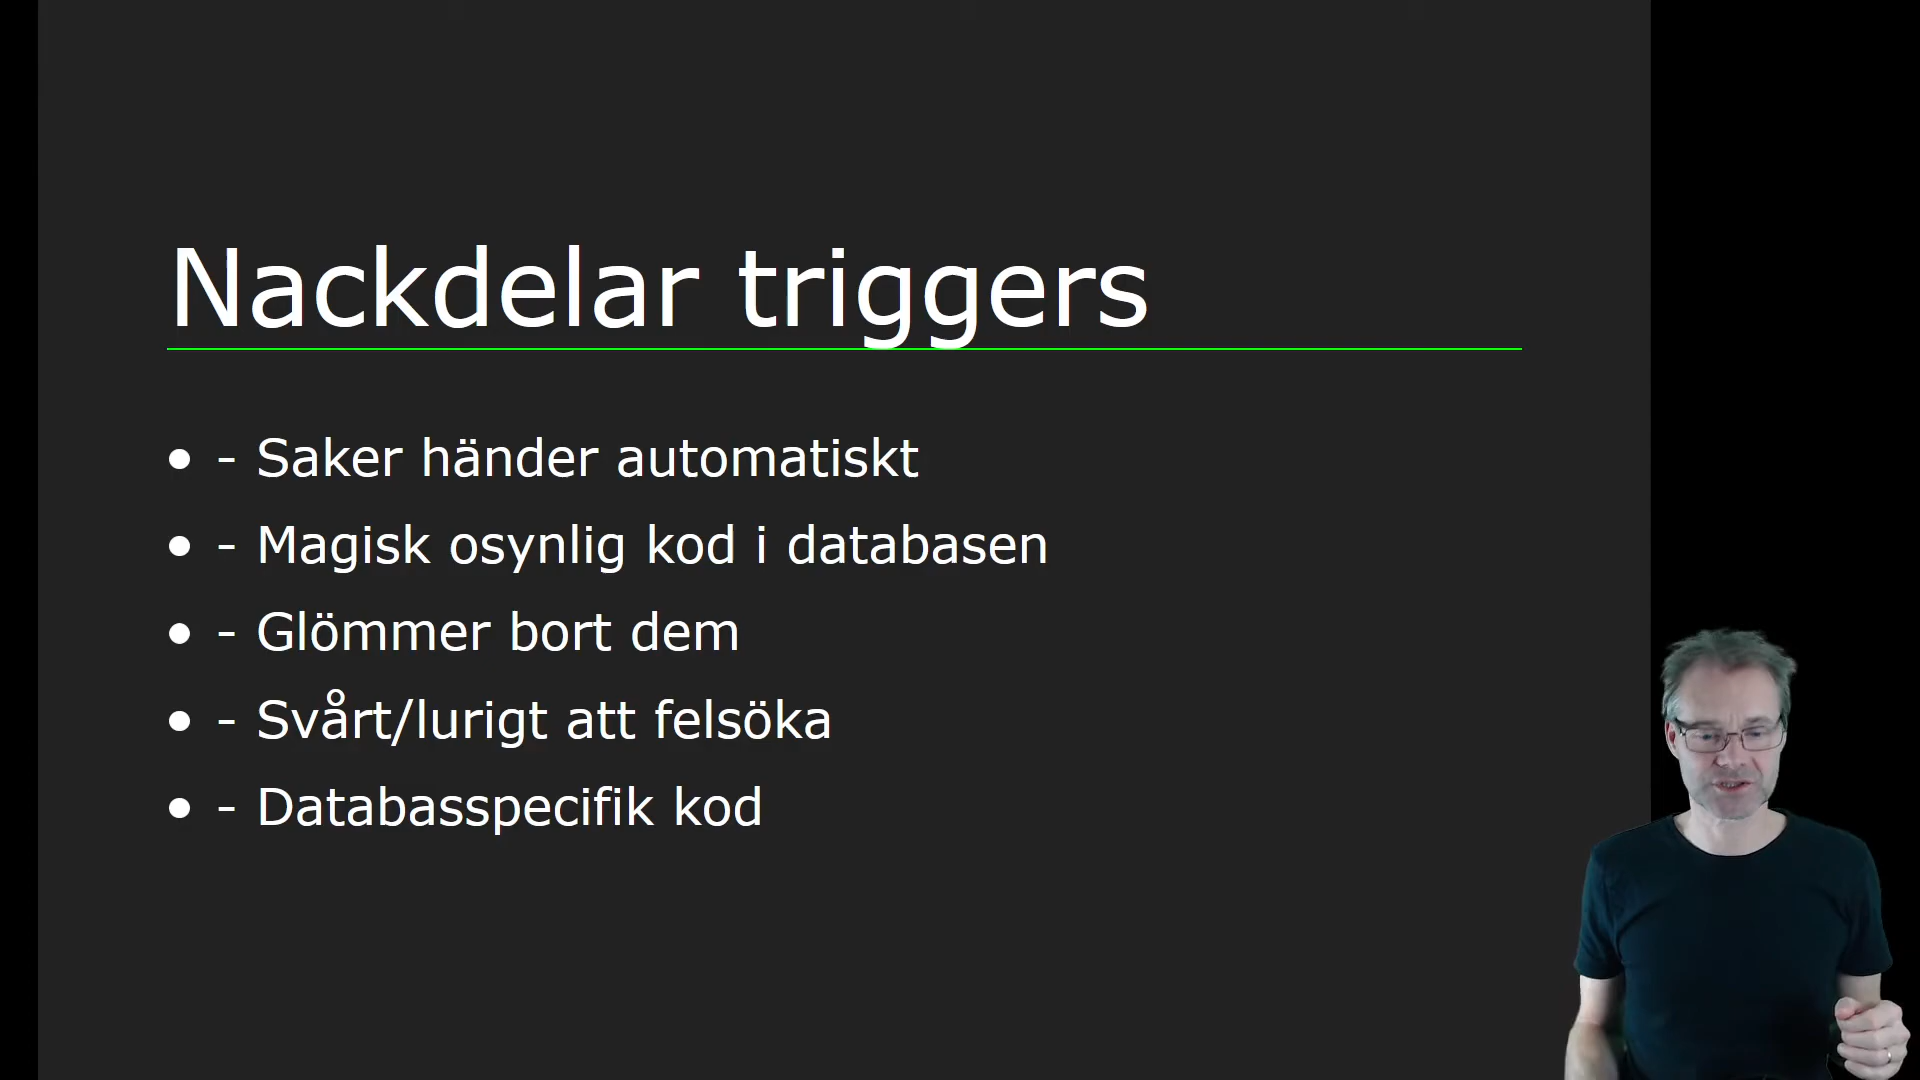 Nackdelar triggers
- Saker händer automatiskt
- Magisk osynlig kod i databasen
- Glömmer bort dem
- Svårt/lurigt att felsöka
- Databasspecifik kod